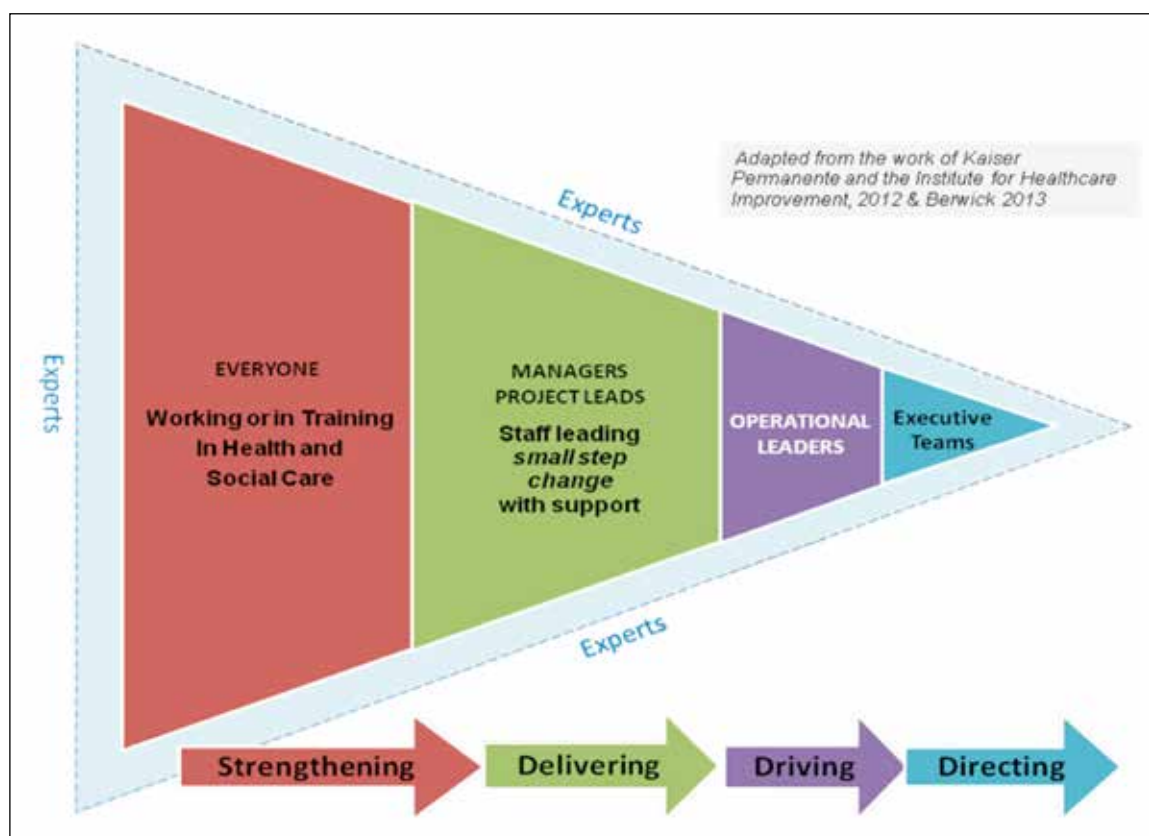 Adapted from the work of Kaiser
Permanente and the Institute for Healthcare
Improvement, 2012 & Berwick 2013
Experts
Experts
EVERYONE
Working or in Training
In Health and
Social Care
MANAGERS
PROJECT LEADS
Staff leading
small step
change
with support
OPERATIONAL
LEADERS
Executive
Teams
Experts
Strengthening
Delivering
Driving
Directing